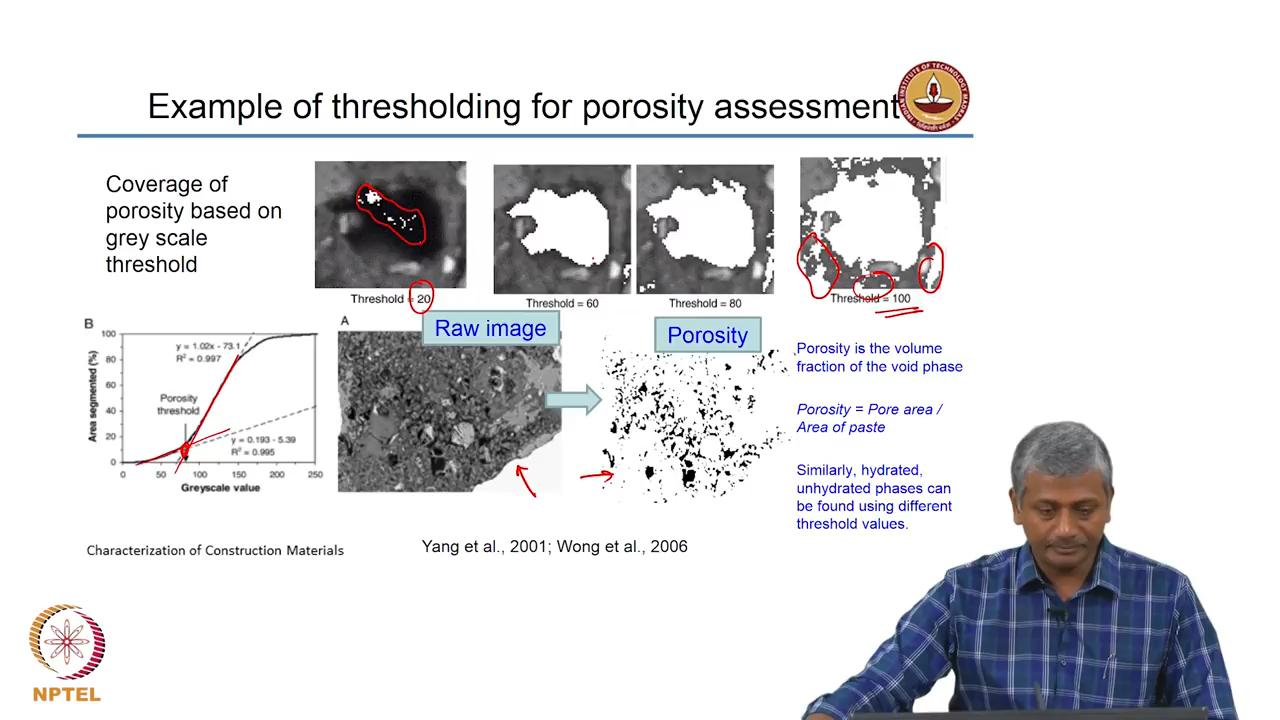 Example of thresholding for porosity assessment
Coverage of
porosity based on
grey scale
threshold
Threshold = 20
Threshold = 60
Threshold = 80
Threshold = 100
B
100
80
60
40
20
0
Area segmented (%)
y = 1.02x - 73.1
R² = 0.997
Porosity
threshold
y = 0.193 - 5.39
R² = 0.995
0 50 100 150 200 250
Greyscale value
A
Raw image
Porosity
Porosity is the volume
fraction of the void phase
Porosity = Pore area /
Area of paste
Similarly, hydrated,
unhydrated phases can
be found using different
threshold values.
Characterization of Construction Materials
Yang et al., 2001; Wong et al., 2006
NPTEL